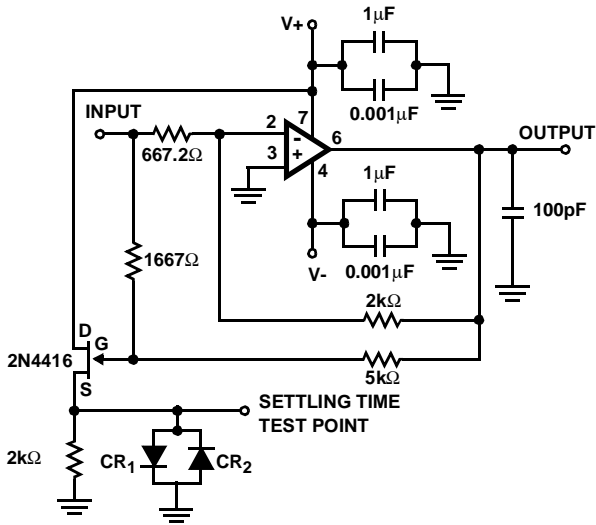 1μF
V+
0.001μF
INPUT
OUTPUT
2
7
-
6
667.2Ω
3
+
4
1μF
100pF
1667Ω
V-
0.001μF
2kΩ
D
G
2N4416
S
5kΩ
SETTLING TIME
TEST POINT
2kΩ
CR1
CR2